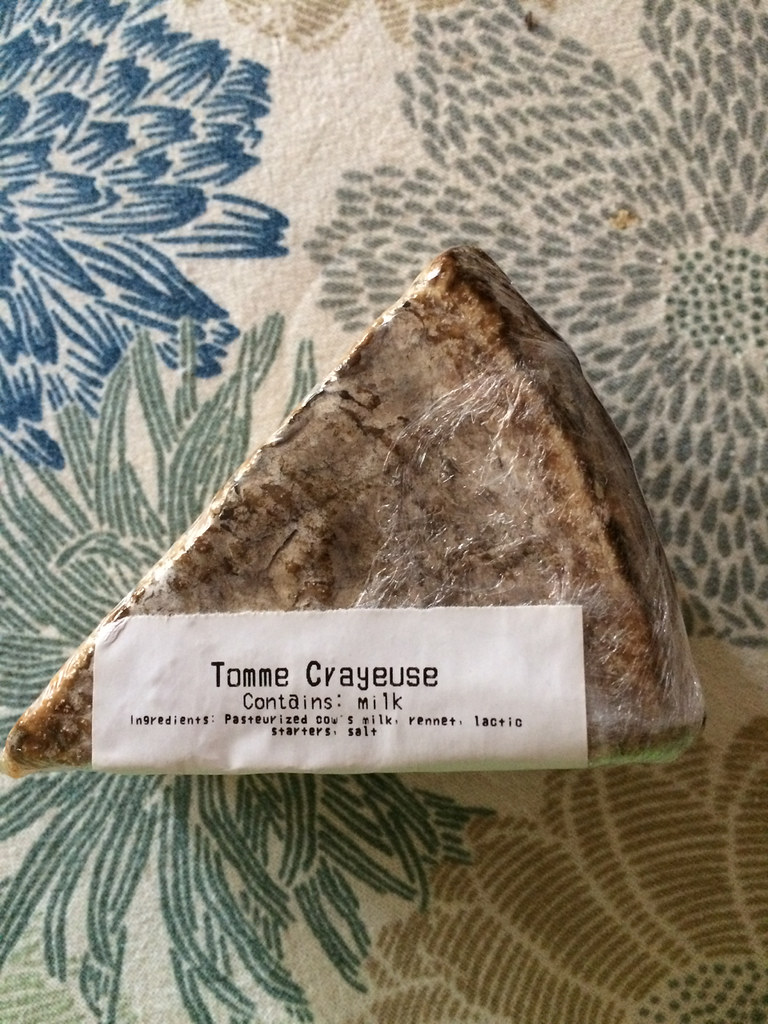 Tomme Crayeuse
Contains: milk
Ingredients: Pasteurized cow's milk, rennet, lactic
starters, salt